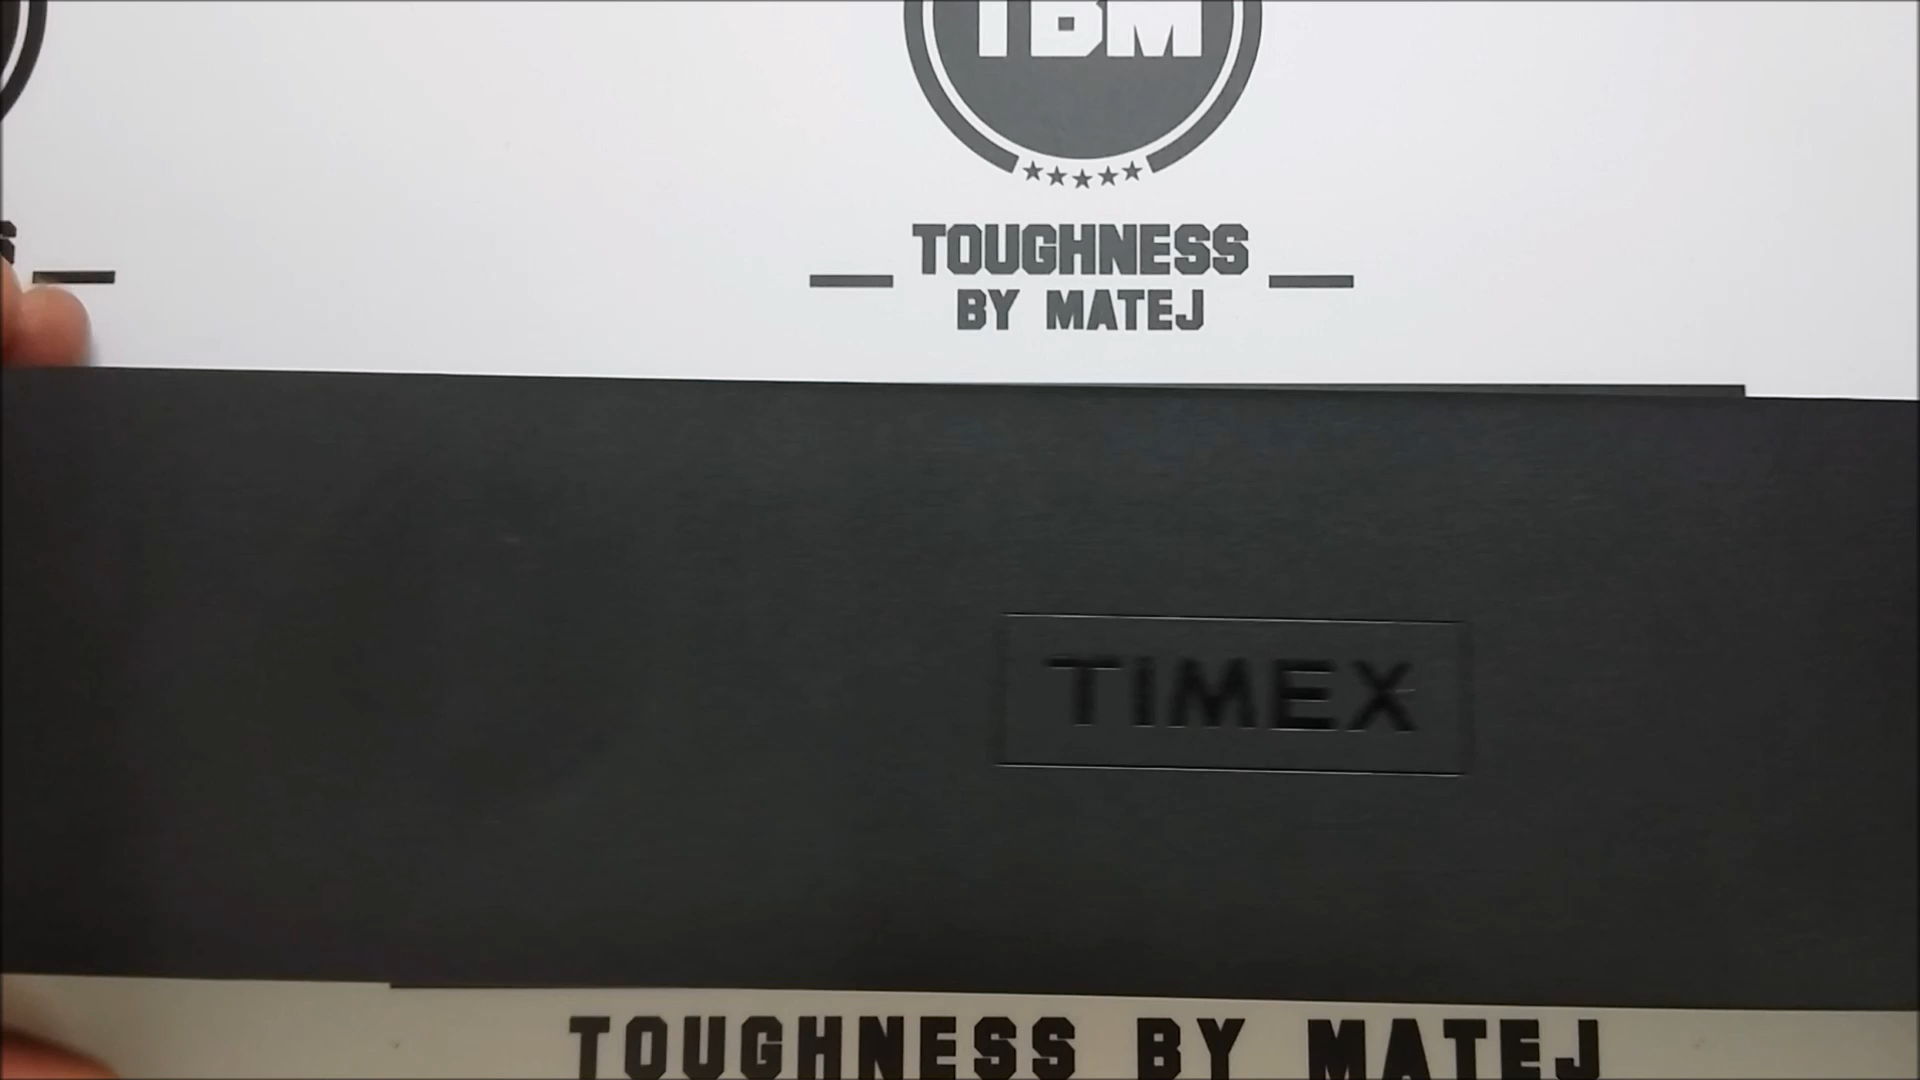 TBM
TOUGHNESS
BY MATEJ
TIMEX
TOUGHNESS BY MATEJ